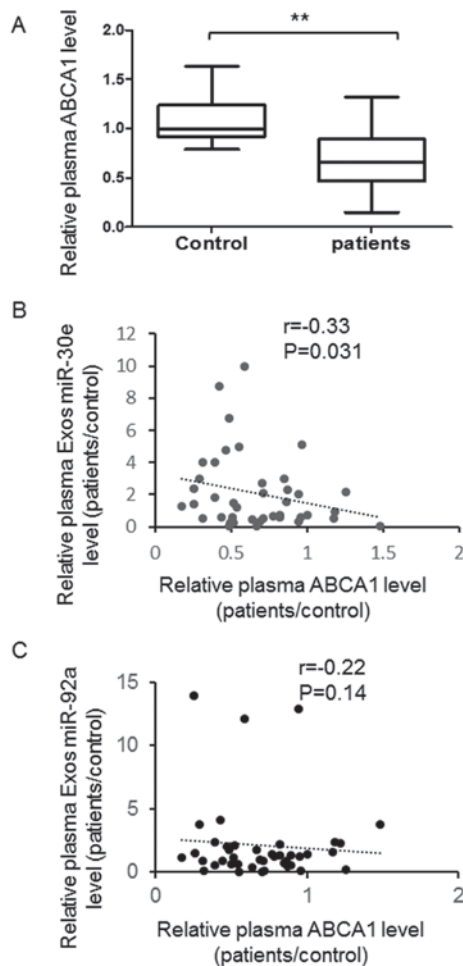 A
Relative plasma ABCA1 level
2.0
1.5
1.0
0.5
0.0
**
Control
patients
B
Relative plasma Exos miR-30e
level (patients/control)
12
10
8
6
4
2
0
r=-0.33
P=0.031
0
0.5
1
1.5
2
Relative plasma ABCA1 level
(patients/control)
C
Relative plasma Exos miR-92a
level (patients/control)
15
10
5
0
r=-0.22
P=0.14
0
1
2
Relative plasma ABCA1 level
(patients/control)